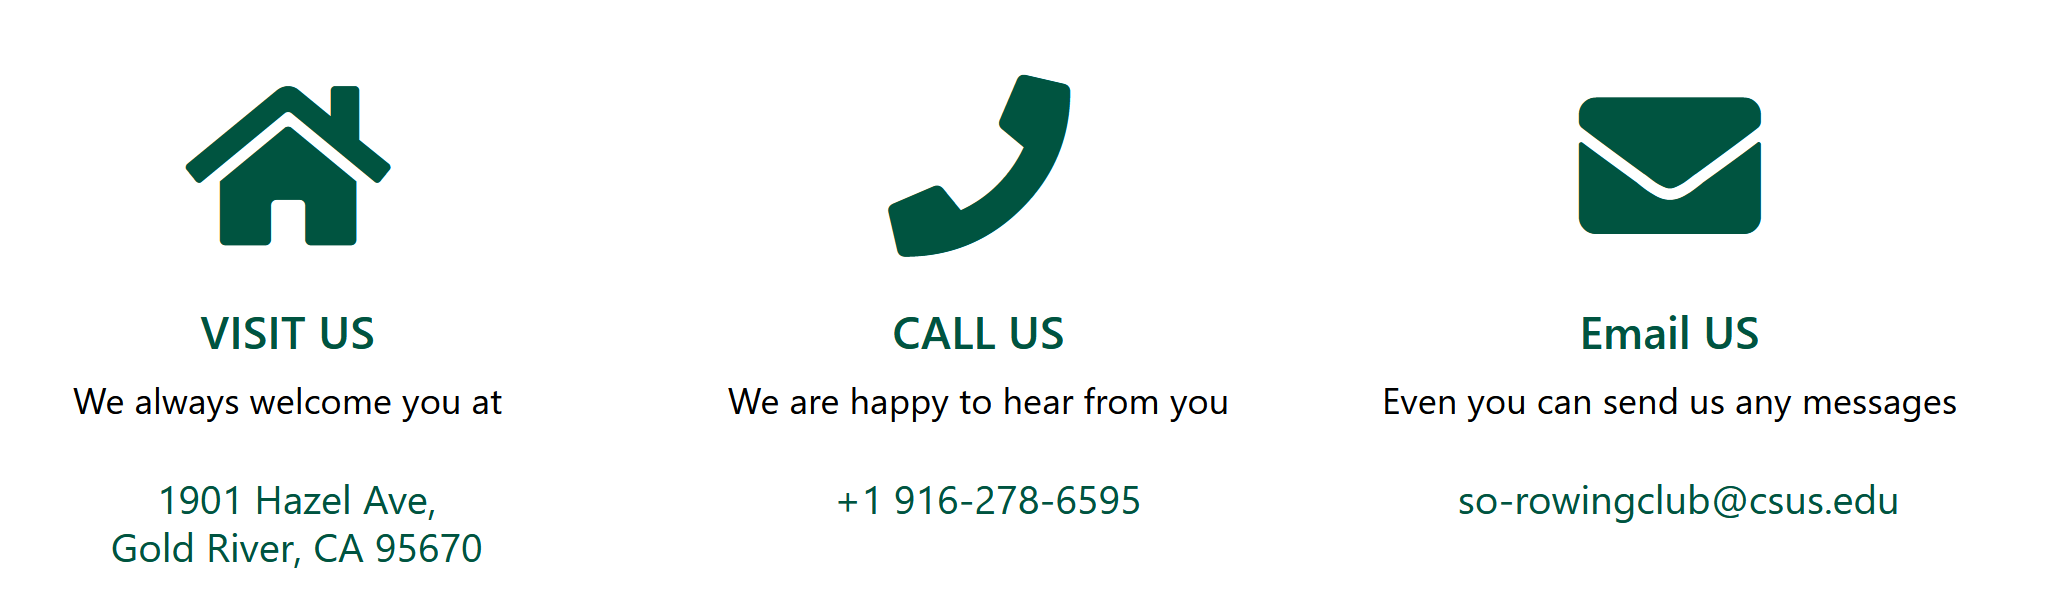 VISIT US
We always welcome you at
1901 Hazel Ave,
Gold River, CA 95670
CALL US
We are happy to hear from you
+1 916-278-6595
Email US
Even you can send us any messages
so-rowingclub@csus.edu